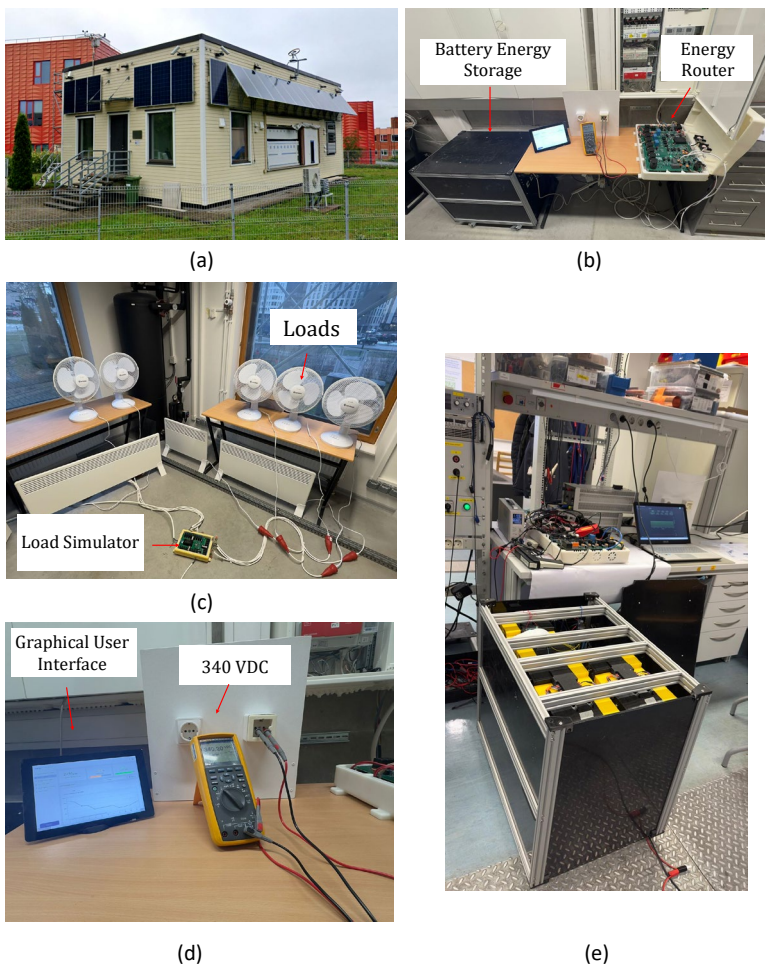 Battery Energy
Storage
Energy
Router
(a)
(b)
Loads
Load Simulator
(c)
Graphical User
Interface
340 VDC
(d)
(e)